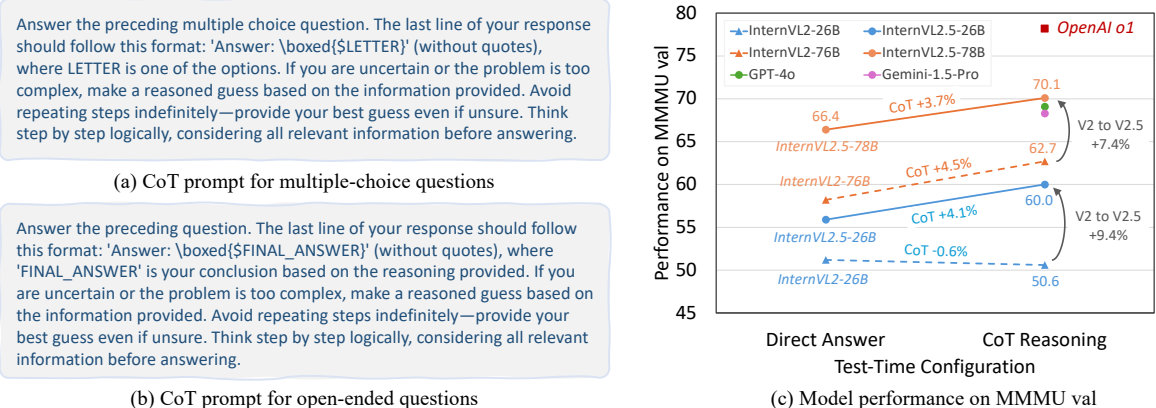 Answer the preceding multiple choice question. The last line of your response
should follow this format: 'Answer: \boxed{$LETTER}' (without quotes),
where LETTER is one of the options. If you are uncertain or the problem is too
complex, make a reasoned guess based on the information provided. Avoid
repeating steps indefinitely—provide your best guess even if unsure. Think
step by step logically, considering all relevant information before answering.
(a) CoT prompt for multiple-choice questions
Answer the preceding question. The last line of your response should follow
this format: 'Answer: \boxed{$FINAL_ANSWER}' (without quotes), where
'FINAL_ANSWER' is your conclusion based on the reasoning provided. If you
are uncertain or the problem is too complex, make a reasoned guess based on
the information provided. Avoid repeating steps indefinitely—provide your
best guess even if unsure. Think step by step logically, considering all relevant
information before answering.
(b) CoT prompt for open-ended questions
Performance on MMMU val
80
75
70
65
60
55
50
45
InternVL2-26B
InternVL2.5-26B
InternVL2-76B
InternVL2.5-78B
GPT-4o
Gemini-1.5-Pro
OpenAI o1
66.4
CoT +3.7%
70.1
InternVL2.5-78B
V2 to V2.5
+7.4%
InternVL2-76B
CoT +4.5%
62.7
CoT +4.1%
60.0
InternVL2.5-26B
V2 to V2.5
+9.4%
CoT -0.6%
InternVL2-26B
50.6
Direct Answer
CoT Reasoning
Test-Time Configuration
(c) Model performance on MMMU val